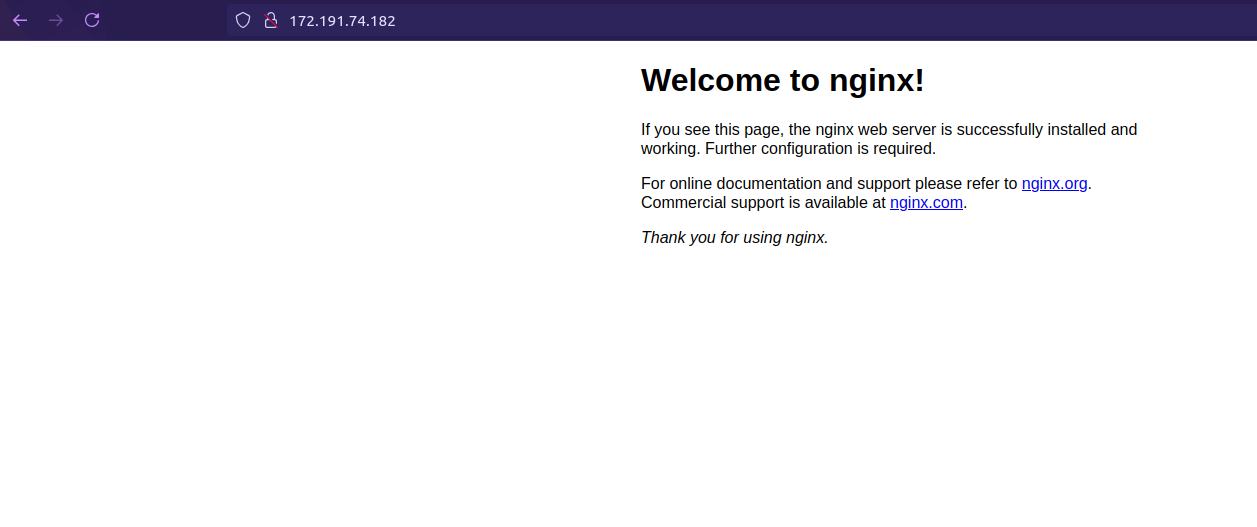 172.191.74.182
Welcome to nginx!
If you see this page, the nginx web server is successfully installed and
working. Further configuration is required.
For online documentation and support please refer to nginx.org.
Commercial support is available at nginx.com.
Thank you for using nginx.